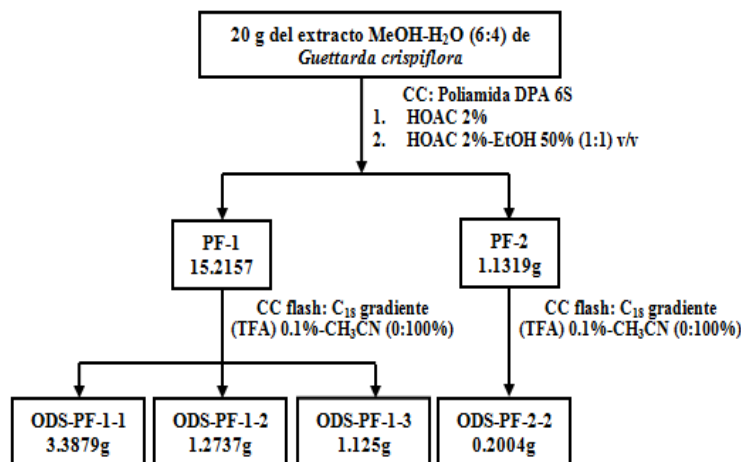 20 g del extracto MeOH-H₂O (6:4) de
Guettarda crispiflora
CC: Poliamida DPA 6S
1. HOAC 2%
2. HOAC 2%-EtOH 50% (1:1) v/v
PF-1
15.2157
PF-2
1.1319g
CC flash: C₁₈ gradiente
(TFA) 0.1%-CH₃CN (0:100%)
CC flash: C₁₈ gradiente
(TFA) 0.1%-CH₃CN (0:100%)
ODS-PF-1-1
3.3879g
ODS-PF-1-2
1.2737g
ODS-PF-1-3
1.125g
ODS-PF-2-2
0.2004g